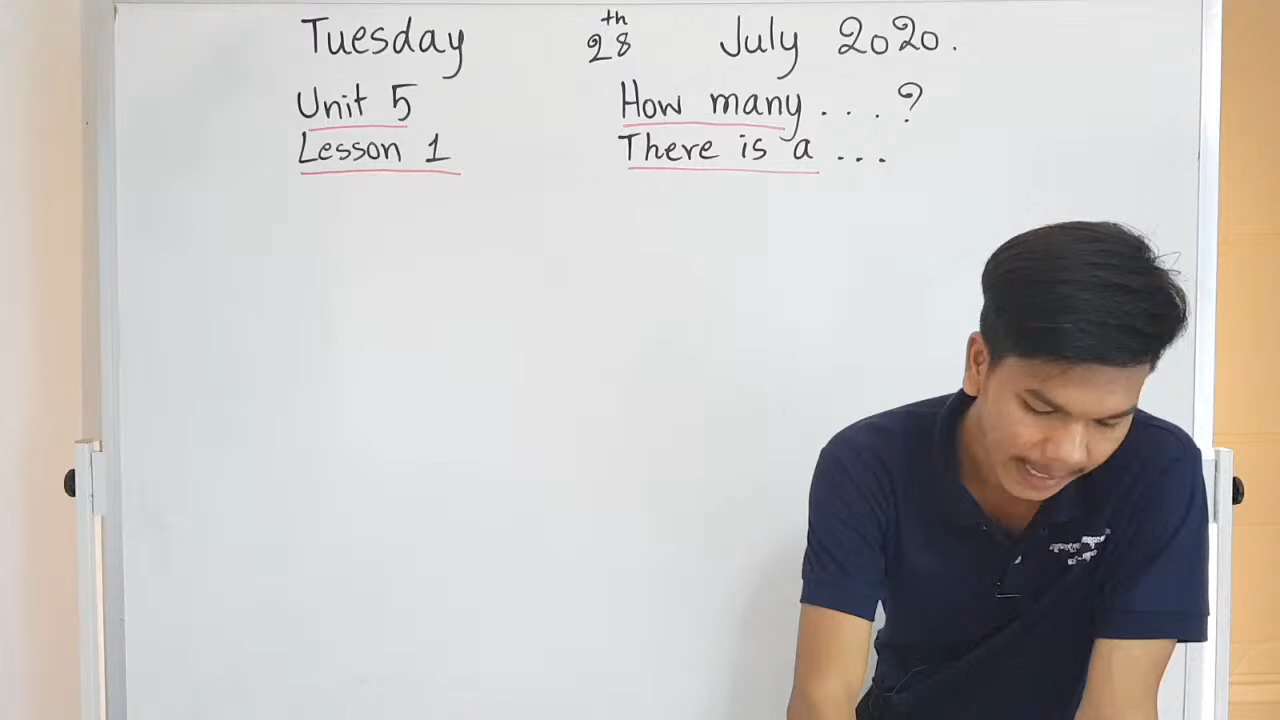 Tuesday 28th July 2020.
Unit 5 How many . . . . ?
Lesson 1 There is a ...